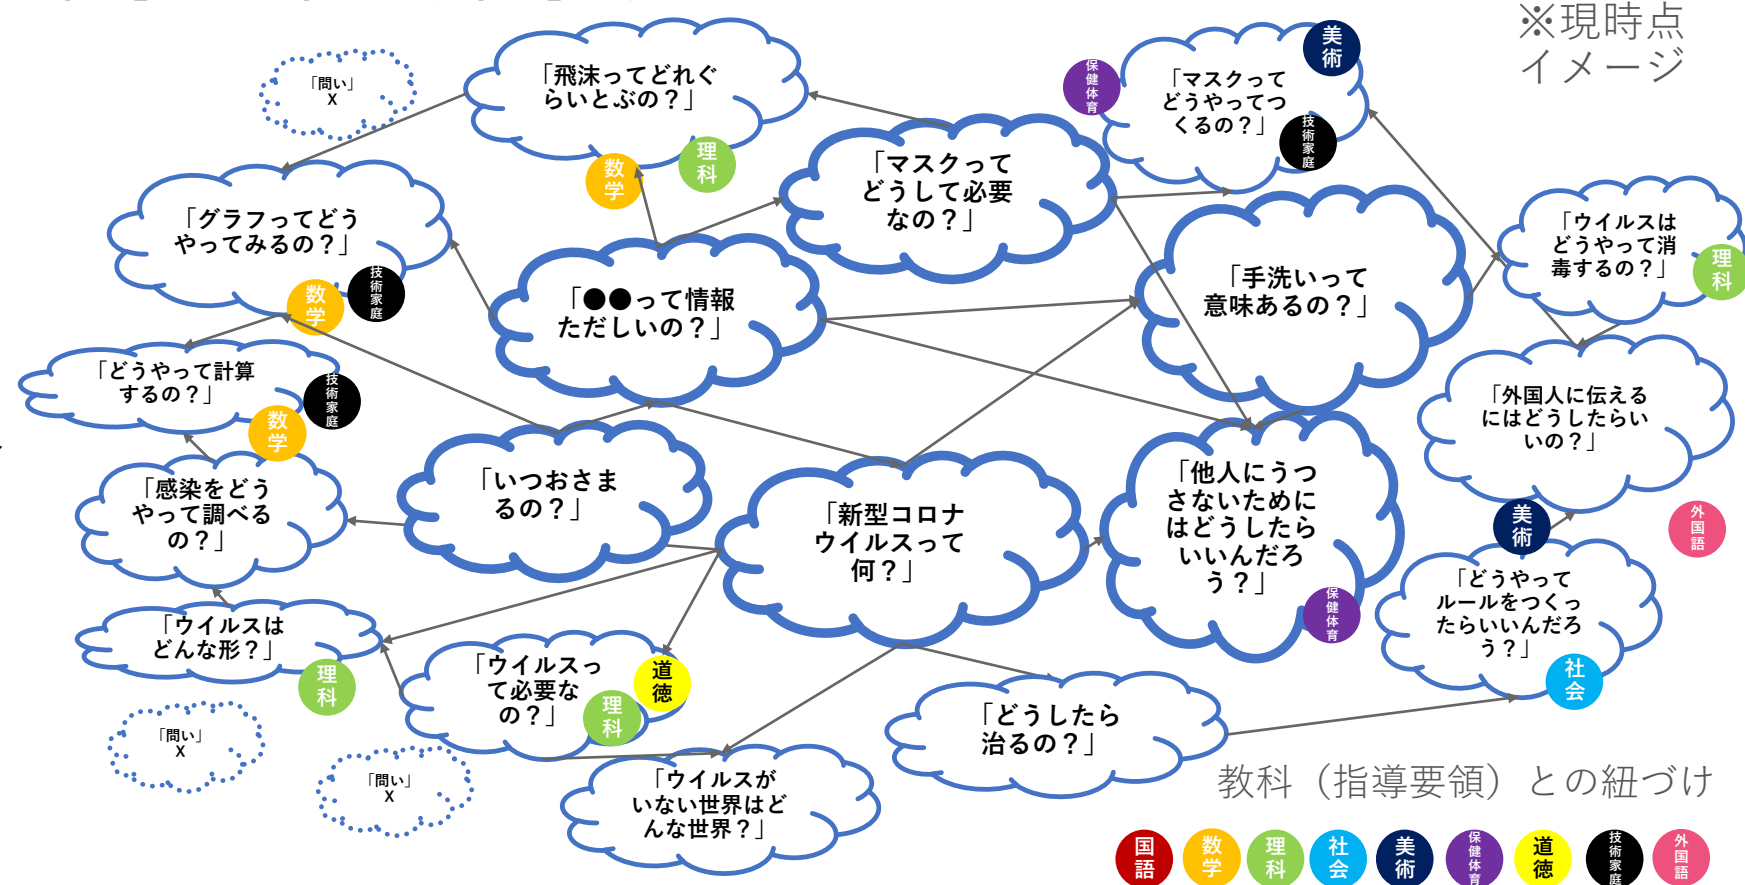 ※現時点
イメージ
「問い」
X
「飛沫ってどれぐ
らいとぶの？」
数学
理科
保健体育
「マスクって
どうやってつ
くるの？」
美術
技術家庭
「マスクって
どうして必要
なの？」
「グラフってどう
やってみるの？」
数学
技術家庭
「●●って情報
ただしいの？」
「手洗いって
意味あるの？」
「ウイルスは
どうやって消
毒するの？」
理科
「どうやって計算
するの？」
技術家庭
数学
「外国人に伝える
にはどうしたらい
いの？」
美術
外国語
「感染をどう
やって調べる
の？」
「いつおさま
るの？」
「新型コロナ
ウイルスって
何？」
「他人にうつ
さないために
はどうしたら
いいんだろ
う？」
保健体育
「どうやって
ルールをつくっ
たらいいんだろ
う？」
社会
「ウイルスは
どんな形？」
理科
「ウイルスっ
て必要な
の？」
理科
道徳
「どうしたら
治るの？」
「問い」
X
「問い」
X
「ウイルスが
いない世界はど
んな世界？」
教科（指導要領）との紐づけ
国語
数学
理科
社会
美術
保健体育
道徳
技術家庭
外国語